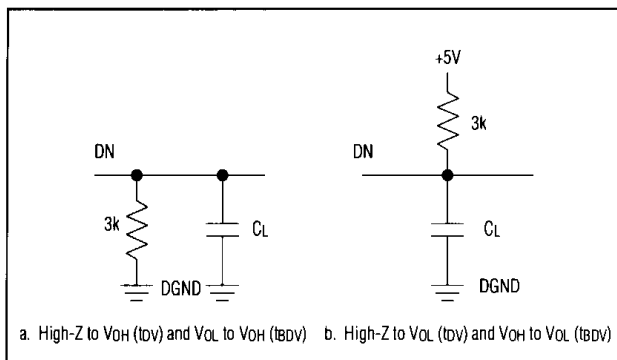 +5V
3k
DN
DN
3k
CL
CL
DGND
DGND
a. High-Z to VOH (tDV) and VOL to VOH (tBDV)
b. High-Z to VOL (tDV) and VOH to VOL (tBDV)